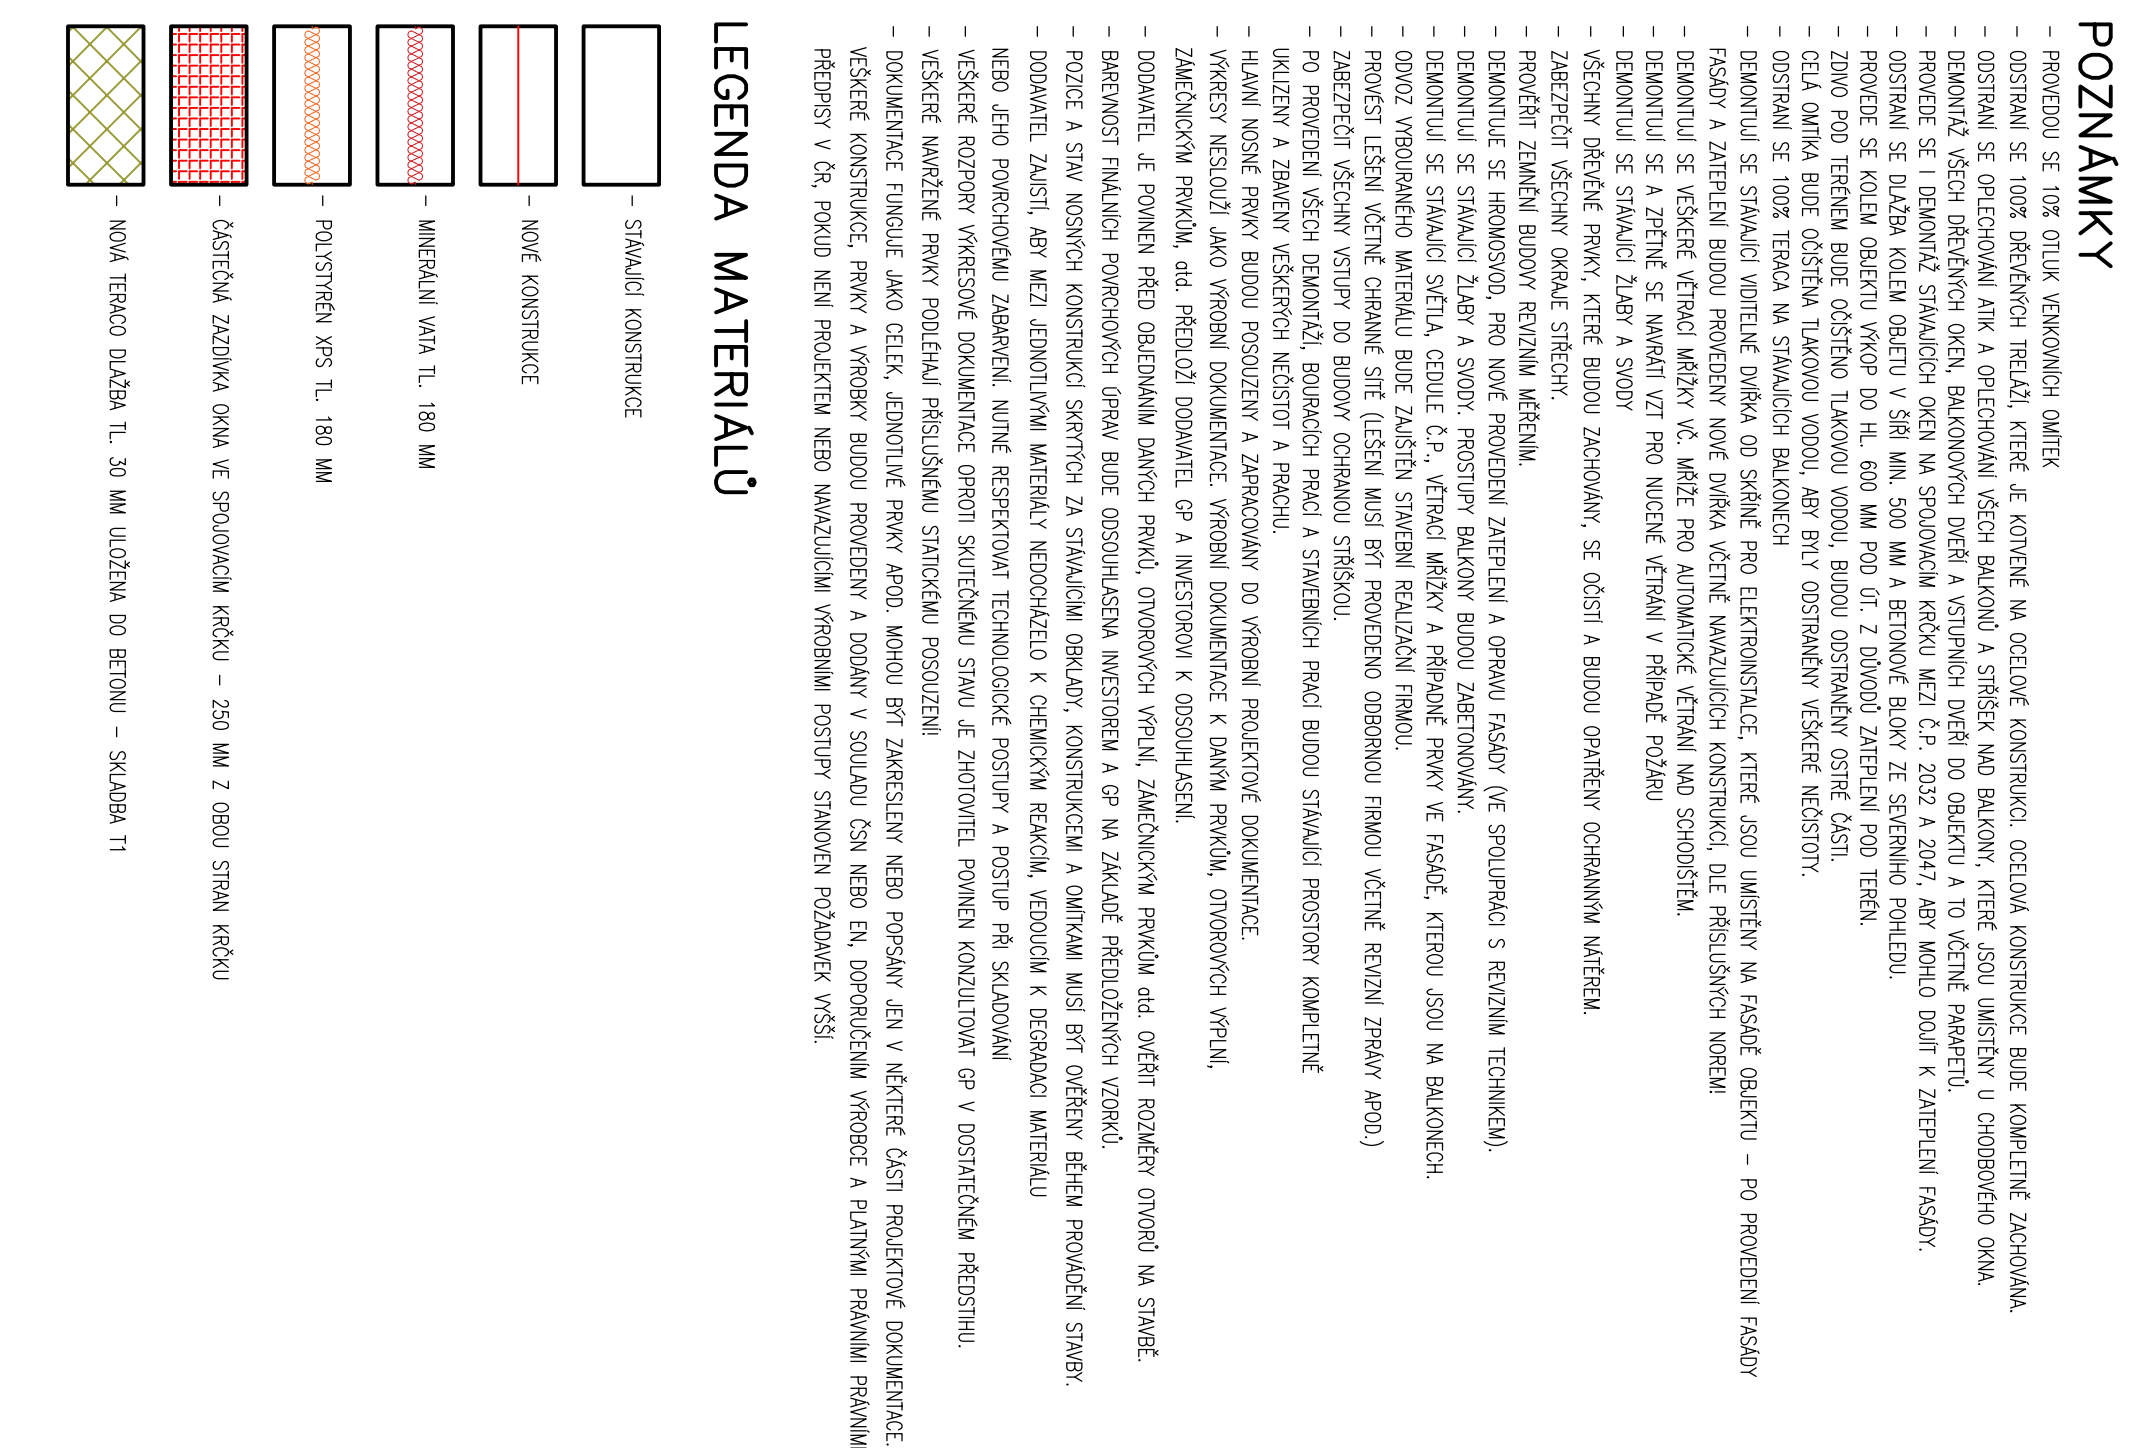 POZNÁMKY
- PROVEDOU SE 10% OTLUK VENKOVNÍCH OMÍTEK
- ODSTRANÍ SE 100% DŘEVĚNÝCH TRELÁŽÍ, KTERÉ JE KOTVENÉ NA OCELOVÉ KONSTRUKCI. OCELOVÁ KONSTRUKCE BUDE KOMPLETNĚ ZACHOVÁNA.
- ODSTRANÍ SE OPLECHOVÁNÍ ATIK A OPLECHOVÁNÍ VŠECH BALKONŮ A STŘÍŠEK NAD BALKONY, KTERÉ JSOU UMÍSTĚNY U CHODBOVÉHO OKNA.
- DEMONTÁŽ VŠECH DŘEVĚNÝCH OKEN, BALKONOVÝCH DVEŘÍ A VSTUPNÍCH DVEŘÍ DO OBJEKTU A TO VČETNĚ PARAPETŮ.
- PROVEDE SE I DEMONTÁŽ STÁVAJÍCÍCH OKEN NA SPOJOVACÍM KRČKU MEZI Č.P. 2032 A 2047, ABY MOHLO DOJÍT K ZATEPLENÍ FASÁDY.
- ODSTRANÍ SE DLAŽBA KOLEM OBJETU V ŠÍŘI MIN. 500 MM A BETONOVÉ BLOKY ZE SEVERNÍHO POHLEDU.
- PROVEDE SE KOLEM OBJEKTU VÝKOP DO HL. 600 MM POD ÚT. Z DŮVODŮ ZATEPLENÍ POD TERÉN.
- ZDIVO POD TERÉNEM BUDE OČIŠTĚNO TLAKOVOU VODOU, BUDOU ODSTRANĚNY OSTRÉ ČÁSTI.
- CELÁ OMTÍKA BUDE OČIŠTĚNA TLAKOVOU VODOU, ABY BYLY ODSTRANĚNY VEŠKERÉ NEČISTOTY.
- ODSTRANÍ SE 100% TERACA NA STÁVAJÍCÍCH BALKONECH
- DEMONTUJÍ SE STÁVAJÍCÍ VIDITELNÉ DVÍŘKA OD SKŘÍNĚ PRO ELEKTROINSTALCE, KTERÉ JSOU UMÍSTĚNY NA FASÁDĚ OBJEKTU - PO PROVEDENÍ FASÁDY
FASÁDY A ZATEPLENÍ BUDOU PROVEDENY NOVÉ DVÍŘKA VČETNĚ NAVAZUJÍCÍCH KONSTRUKCÍ, DLE PŘÍSLUŠNÝCH NOREM!
- DEMONTUJÍ SE VEŠKERÉ VĚTRACÍ MŘÍŽKY VČ. MŘÍŽE PRO AUTOMATICKÉ VĚTRÁNÍ NAD SCHODIŠTĚM.
- DEMONTUJÍ SE A ZPĚTNĚ SE NAVRÁTÍ VZT PRO NUCENÉ VĚTRÁNÍ V PŘÍPADĚ POŽÁRU
- DEMONTUJÍ SE STÁVAJÍCÍ ŽLABY A SVODY
- VŠECHNY DŘEVĚNÉ PRVKY, KTERÉ BUDOU ZACHOVÁNY, SE OČISTÍ A BUDOU OPATŘENY OCHRANNÝM NÁTĚREM.
- ZABEZPEČIT VŠECHNY OKRAJE STŘECHY.
- PROVĚŘIT ZEMNĚNÍ BUDOVY REVIZNÍM MĚŘENÍM.
- DEMONTUJE SE HROMOSVOD, PRO NOVÉ PROVEDENÍ ZATEPLENÍ A OPRAVU FASÁDY (VE SPOLUPRÁCI S REVIZNÍM TECHNIKEM).
- DEMONTUJÍ SE STÁVAJÍCÍ ŽLABY A SVODY. PROSTUPY BALKONY BUDOU ZABETONOVÁNY.
- DEMONTUJÍ SE STÁVAJÍCÍ SVĚTLA, CEDULE Č.P., VĚTRACÍ MŘÍŽKY A PŘÍPADNĚ PRVKY VE FASÁDĚ, KTEROU JSOU NA BALKONECH.
- ODVOZ VYBOURANÉHO MATERIÁLU BUDE ZAJIŠTĚN STAVEBNÍ REALIZAČNÍ FIRMOU.
- PROVÉST LEŠENÍ VČETNĚ CHRANNÉ SÍTĚ (LEŠENÍ MUSÍ BÝT PROVEDENO ODBORNOU FIRMOU VČETNĚ REVIZNÍ ZPRÁVY APOD.)
- ZABEZPEČIT VŠECHNY VSTUPY DO BUDOVY OCHRANOU STŘÍŠKOU.
- PO PROVEDENÍ VŠECH DEMONTÁŽÍ, BOURACÍCH PRACÍ A STAVEBNÍCH PRACÍ BUDOU STÁVAJÍCÍ PROSTORY KOMPLETNĚ
UKLIZENY A ZBAVENY VEŠKERÝCH NEČISTOT A PRACHU.
- HLAVNÍ NOSNÉ PRVKY BUDOU POSOUZENY A ZAPRACOVÁNY DO VÝROBNÍ PROJEKTOVÉ DOKUMENTACE.
- VÝKRESY NESLOUŽÍ JAKO VÝROBNÍ DOKUMENTACE. VÝROBNÍ DOKUMENTACE K DANÝM PRVKŮM, OTVOROVÝCH VÝPLNÍ,
ZÁMEČNICKÝM PRVKŮM, atd. PŘEDLOŽÍ DODAVATEL GP A INVESTOROVI K ODSOUHLASENÍ.
- DODAVATEL JE POVINEN PŘED OBJEDNÁNÍM DANÝCH PRVKŮ, OTVOROVÝCH VÝPLNÍ, ZÁMEČNICKÝM PRVKŮM atd. OVĚŘIT ROZMĚRY OTVORŮ NA STAVBĚ.
- BAREVNOST FINÁLNÍCH POVRCHOVÝCH ÚPRAV BUDE ODSOUHLASENA INVESTOREM A GP NA ZÁKLADĚ PŘEDLOŽENÝCH VZORKŮ.
- POZICE A STAV NOSNÝCH KONSTRUKCÍ SKRYTÝCH ZA STÁVAJÍCÍMI OBKLADY, KONSTRUKCEMI A OMÍTKAMI MUSÍ BÝT OVĚŘENY BĚHEM PROVÁDĚNÍ STAVBY.
- DODAVATEL ZAJISTÍ, ABY MEZI JEDNOTLIVÝMI MATERIÁLY NEDOCHÁZELO K CHEMICKÝM REAKCÍM, VEDOUCÍM K DEGRADACI MATERIÁLU
NEBO JEHO POVRCHOVÉMU ZABARVENÍ. NUTNÉ RESPEKTOVAT TECHNOLOGICKÉ POSTUPY A POSTUP PŘI SKLADOVÁNÍ
- VEŠKERÉ ROZPORY VÝKRESOVÉ DOKUMENTACE OPROTI SKUTEČNÉMU STAVU JE ZHOTOVITEL POVINEN KONZULTOVAT GP V DOSTATEČNÉM PŘEDSTIHU.
- VEŠKERÉ NAVRŽENÉ PRVKY PODLÉHAJÍ PŘÍSLUŠNÉMU STATICKÉMU POSOUZENÍ!
- DOKUMENTACE FUNGUJE JAKO CELEK, JEDNOTLIVÉ PRVKY APOD. MOHOU BÝT ZAKRESLENY NEBO POPSÁNY JEN V NĚKTERÉ ČÁSTI PROJEKTOVÉ DOKUMENTACE.
VEŠKERÉ KONSTRUKCE, PRVKY A VÝROBKY BUDOU PROVEDENY A DODÁNY V SOULADU ČSN NEBO EN, DOPORUČENÍM VÝROBCE A PLATNÝMI PRÁVNÍMI PRÁVNÍMI
PŘEDPISY V ČR, POKUD NENÍ PROJEKTEM NEBO NAVAZUJÍCÍMI VÝROBNÍMI POSTUPY STANOVEN POŽADAVEK VYŠŠÍ.
LEGENDA MATERIÁLŮ
- STÁVAJÍCÍ KONSTRUKCE
- NOVÉ KONSTRUKCE
- MINERÁLNÍ VATA TL. 180 MM
- POLYSTYRÉN XPS TL. 180 MM
- ČÁSTEČNÁ ZAZDÍVKA OKNA VE SPOJOVACÍM KRČKU - 250 MM Z OBOU STRAN KRČKU
- NOVÁ TERACO DLAŽBA TL. 30 MM ULOŽENA DO BETONU - SKLADBA T1